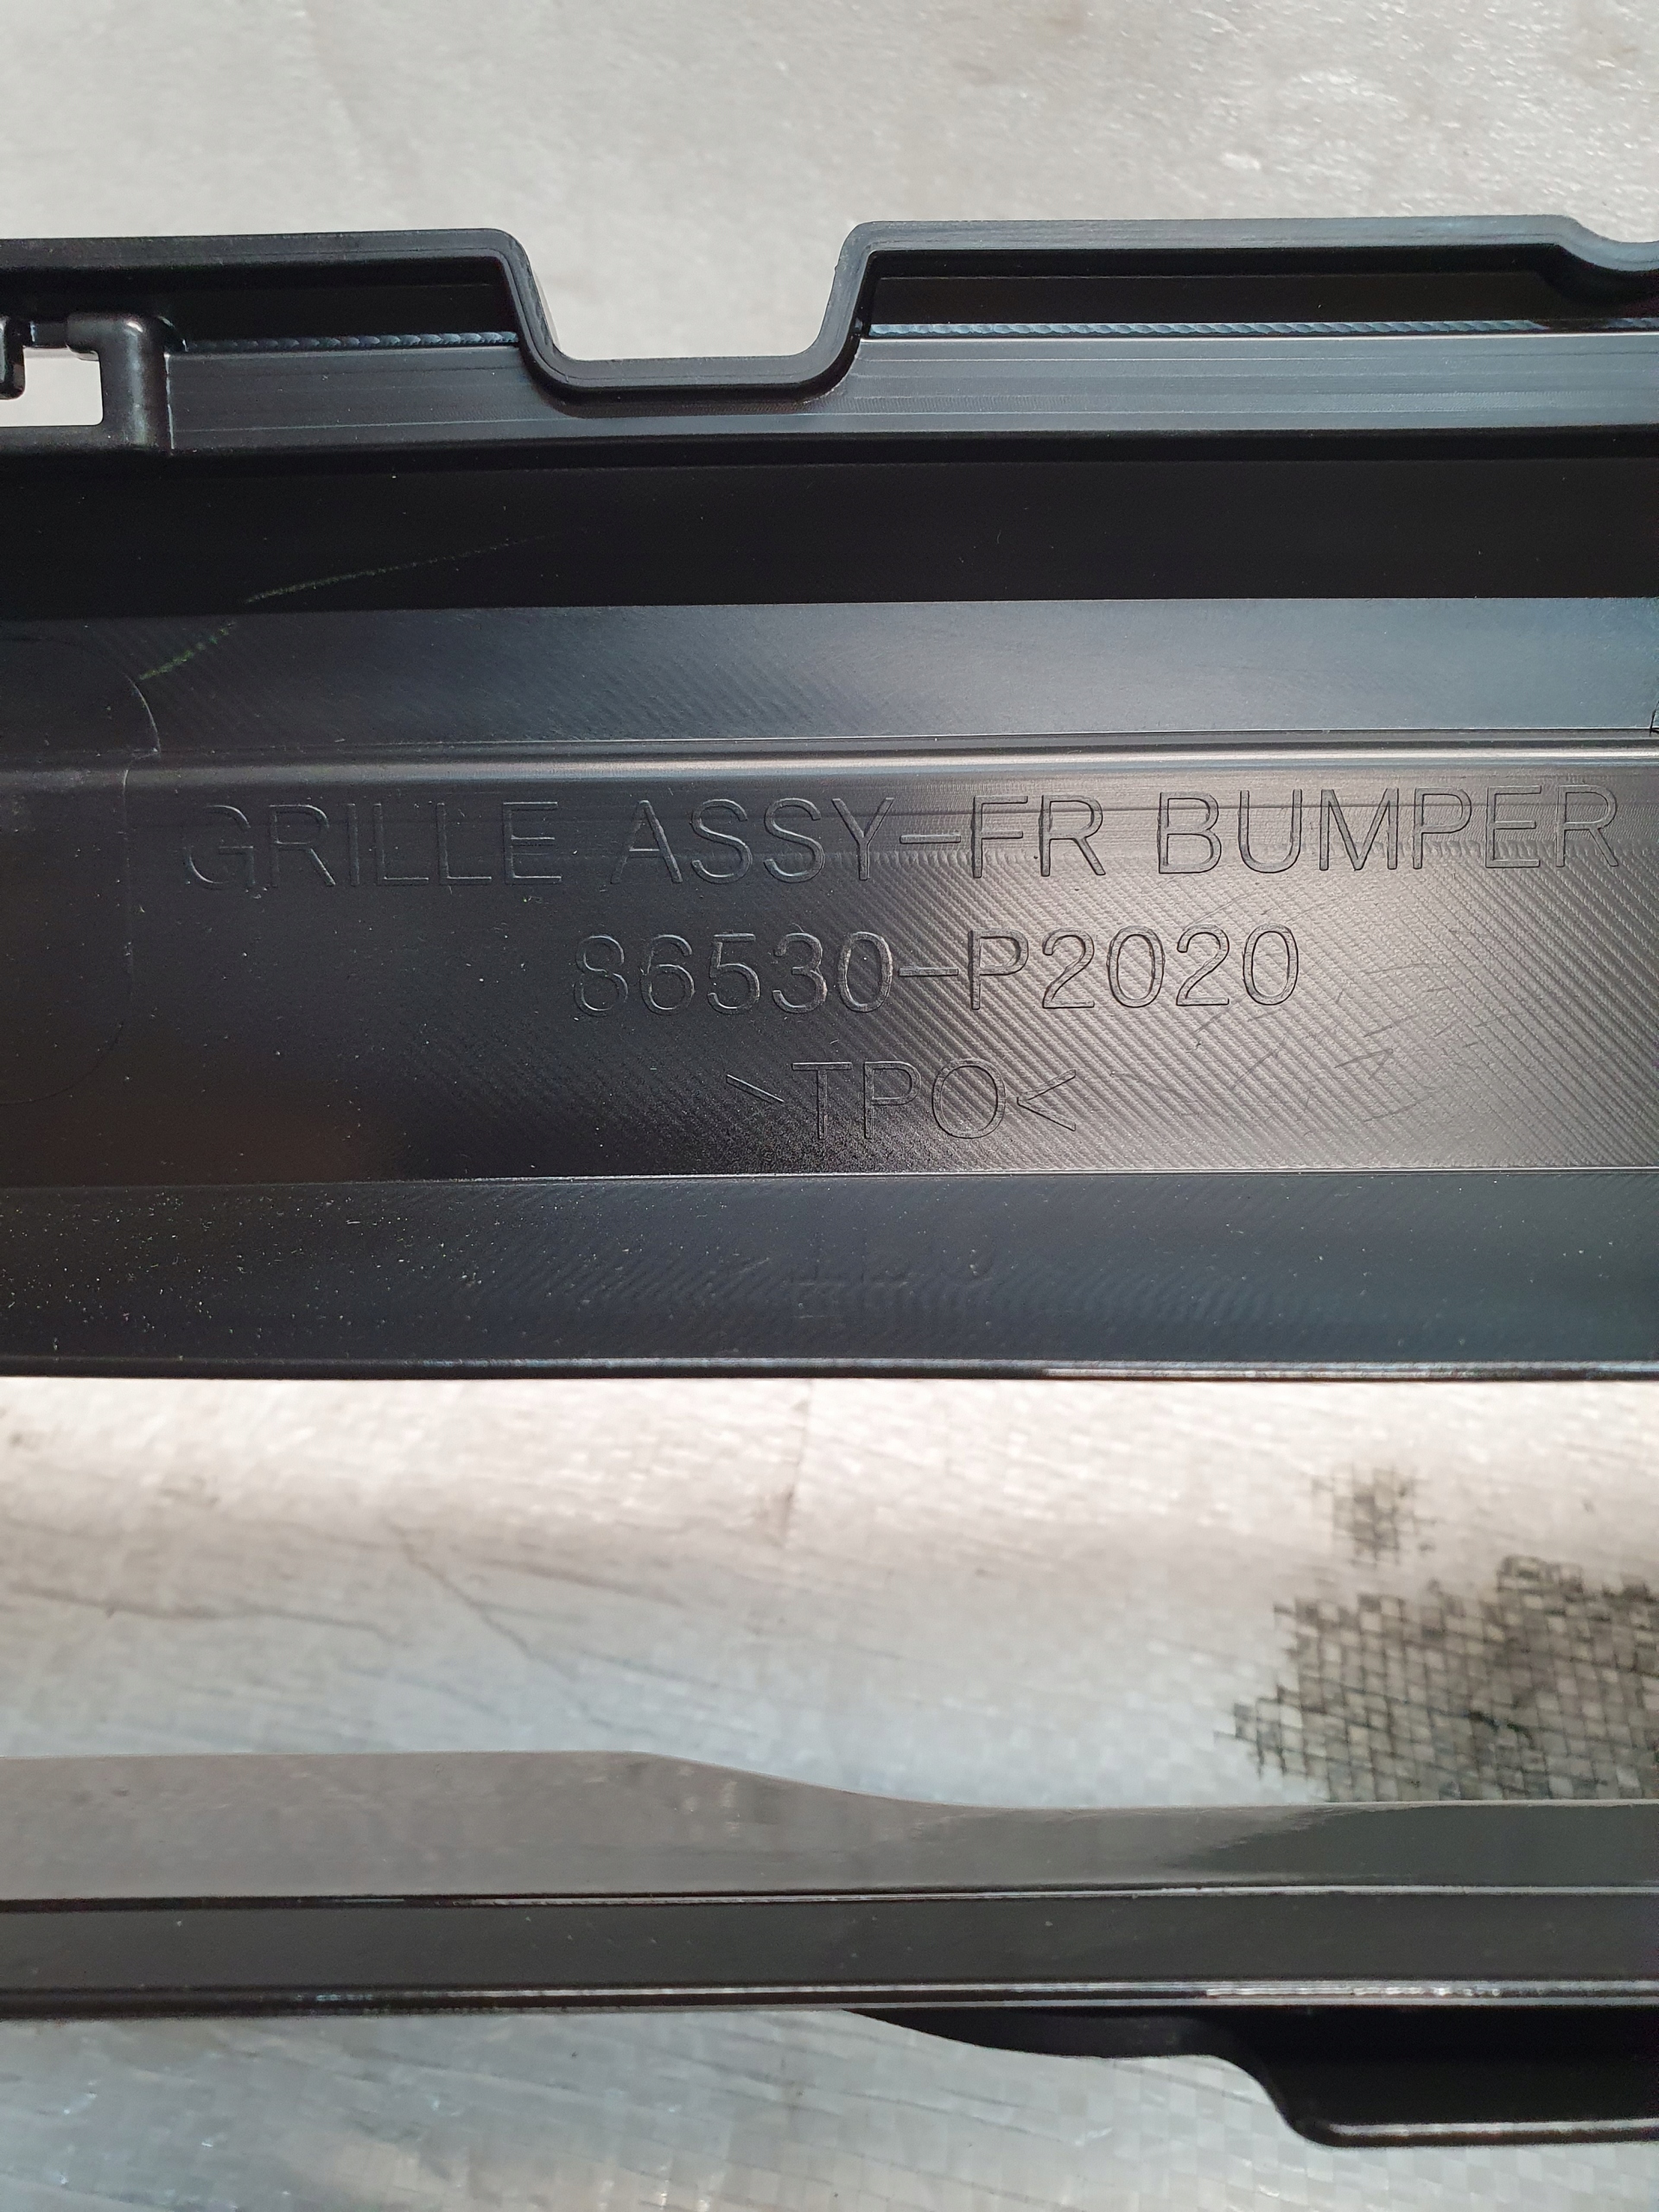 GRILLE ASSY-FR BUMPER
86530-P2020
>TPO<